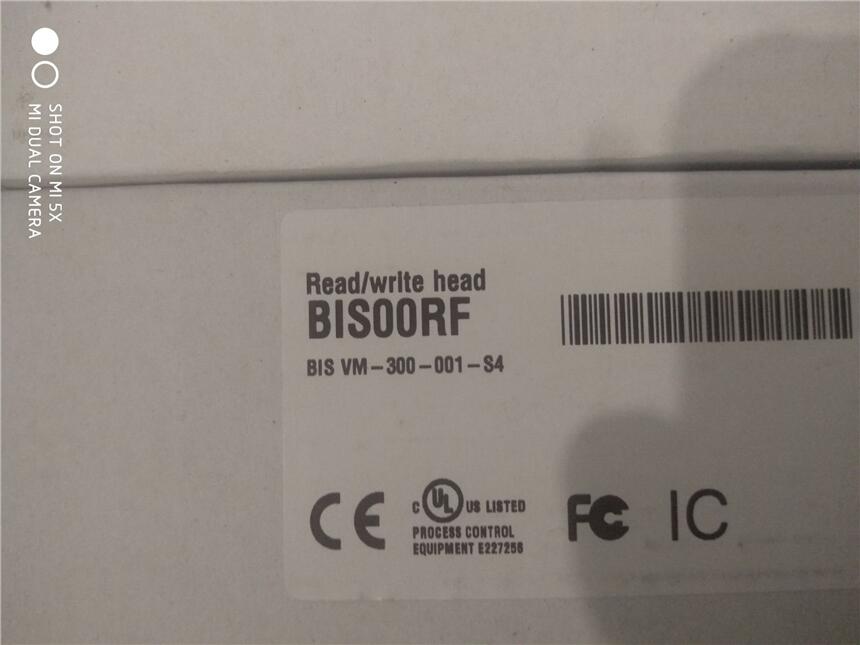 SHOT ON MI 5X
MI DUAL CAMERA
Read/write head
BIS00RF
BIS VM-300-001-S4
CE
C UL US LISTED
PROCESS CONTROL
EQUIPMENT E227256
FC
IC